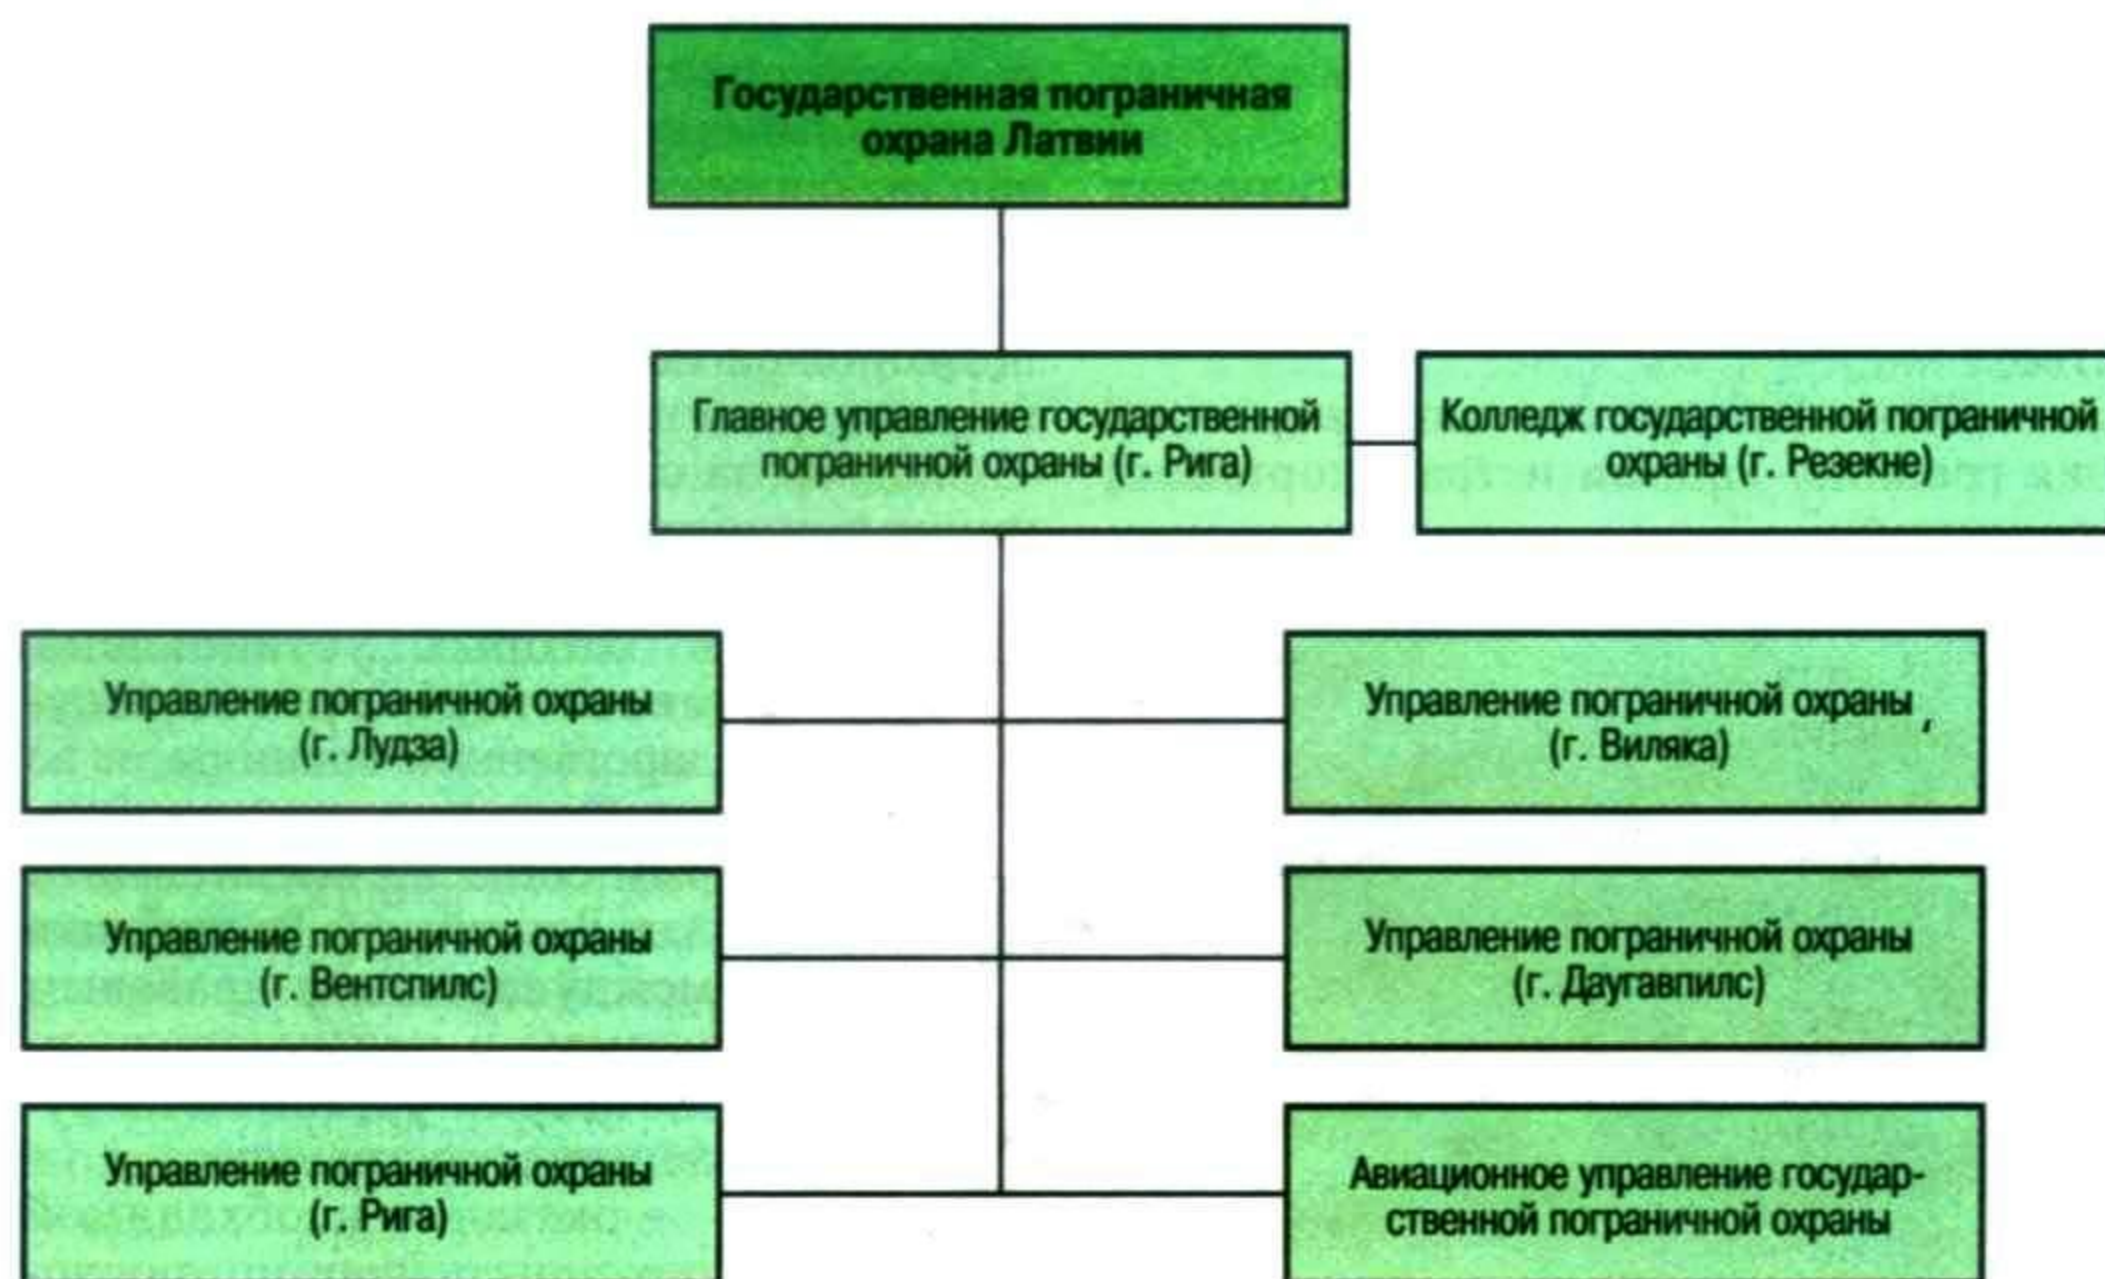 Государственная пограничная
охрана Латвии
Главное управление государственной
пограничной охраны (г. Рига)
Колледж государственной пограничной
охраны (г. Резекне)
Управление пограничной охраны
(г. Лудза)
Управление пограничной охраны ,
(г. Виляка)
Управление пограничной охраны
(г. Вентспилс)
Управление пограничной охраны
(г. Даугавпилс)
Управление пограничной охраны
(г. Рига)
Авиационное управление государ-
ственной пограничной охраны